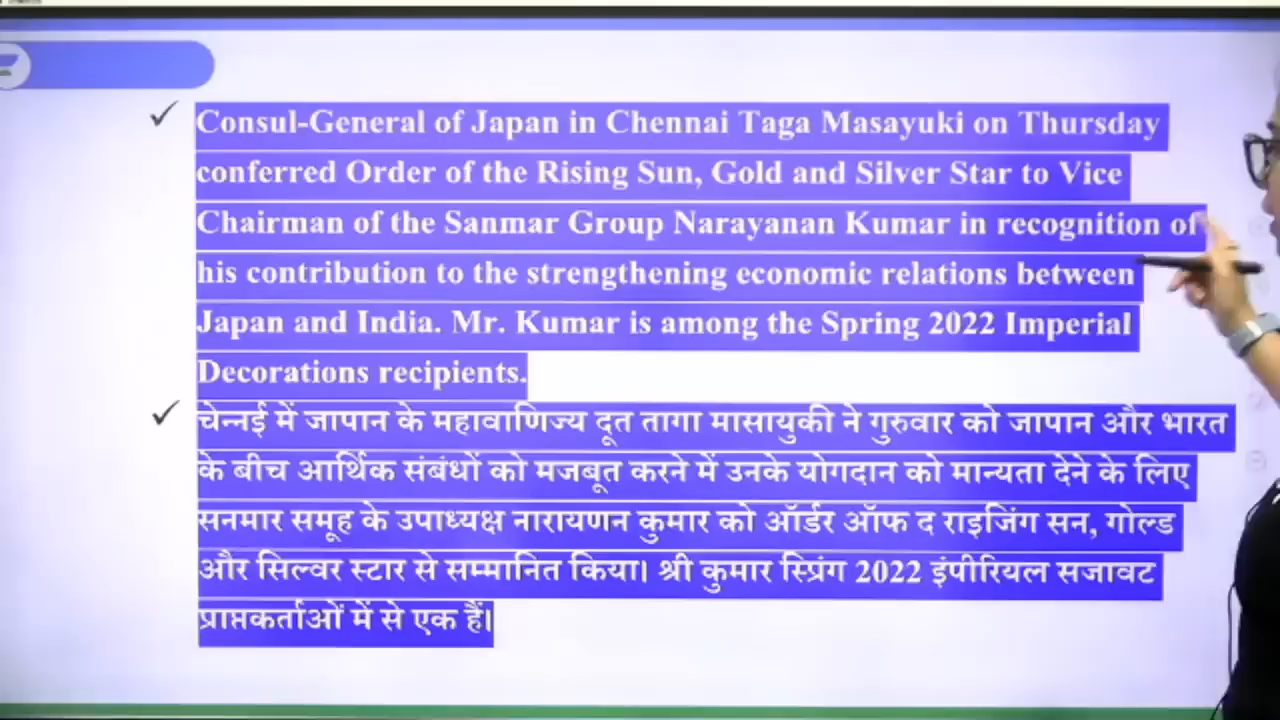 Consul-General of Japan in Chennai Taga Masayuki on Thursday
conferred Order of the Rising Sun, Gold and Silver Star to Vice
Chairman of the Sanmar Group Narayanan Kumar in recognition of
his contribution to the strengthening economic relations between
Japan and India. Mr. Kumar is among the Spring 2022 Imperial
Decorations recipients.
चेन्नई में जापान के महावाणिज्य दूत तागा मासायुकी ने गुरुवार को जापान और भारत
के बीच आर्थिक संबंधों को मजबूत करने में उनके योगदान को मान्यता देने के लिए
सनमार समूह के उपाध्यक्ष नारायणन कुमार को ऑर्डर ऑफ द राइजिंग सन, गोल्ड
और सिल्वर स्टार से सम्मानित किया। श्री कुमार स्प्रिंग 2022 इंपीरियल सजावट
प्राप्तकर्ताओं में से एक हैं।